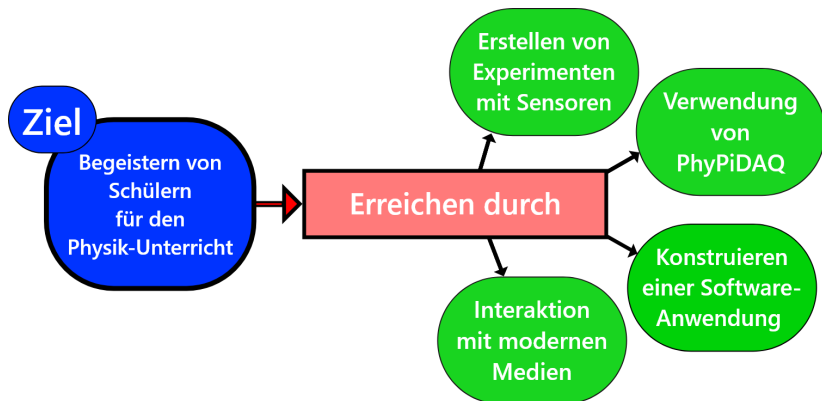 Ziel
Begeistern von
Schülern
für den
Physik-Unterricht
Erreichen durch
Erstellen von
Experimenten
mit Sensoren
Verwendung
von
PhyPiDAQ
Konstruieren
einer Software-
Anwendung
Interaktion
mit modernen
Medien